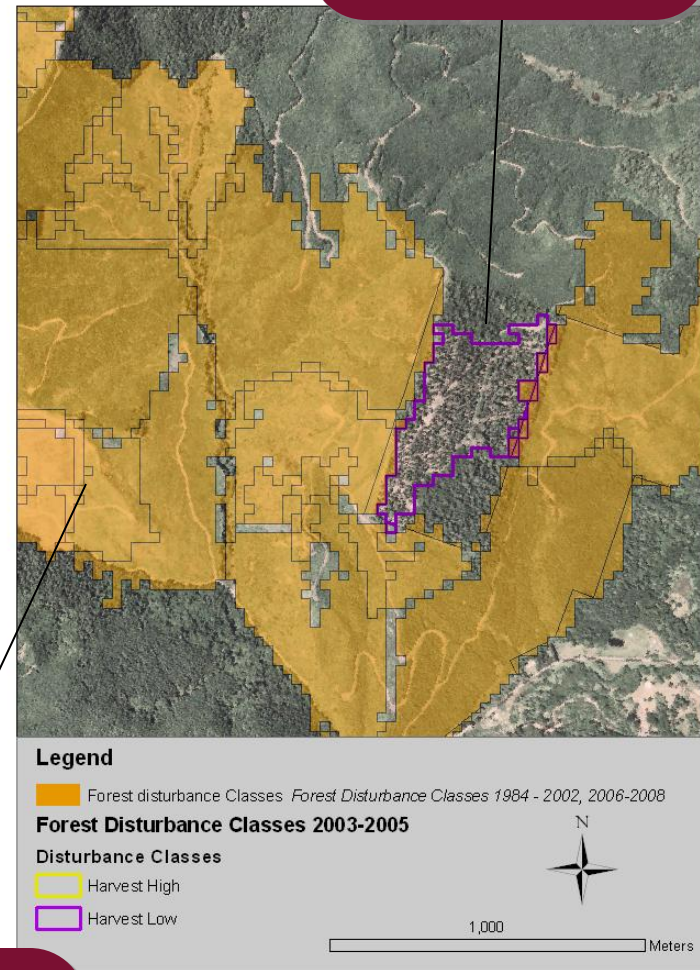 Legend
Forest disturbance Classes Forest Disturbance Classes 1984 - 2002, 2006-2008
Forest Disturbance Classes 2003-2005
Disturbance Classes
Harvest High
Harvest Low
N
1,000
Meters